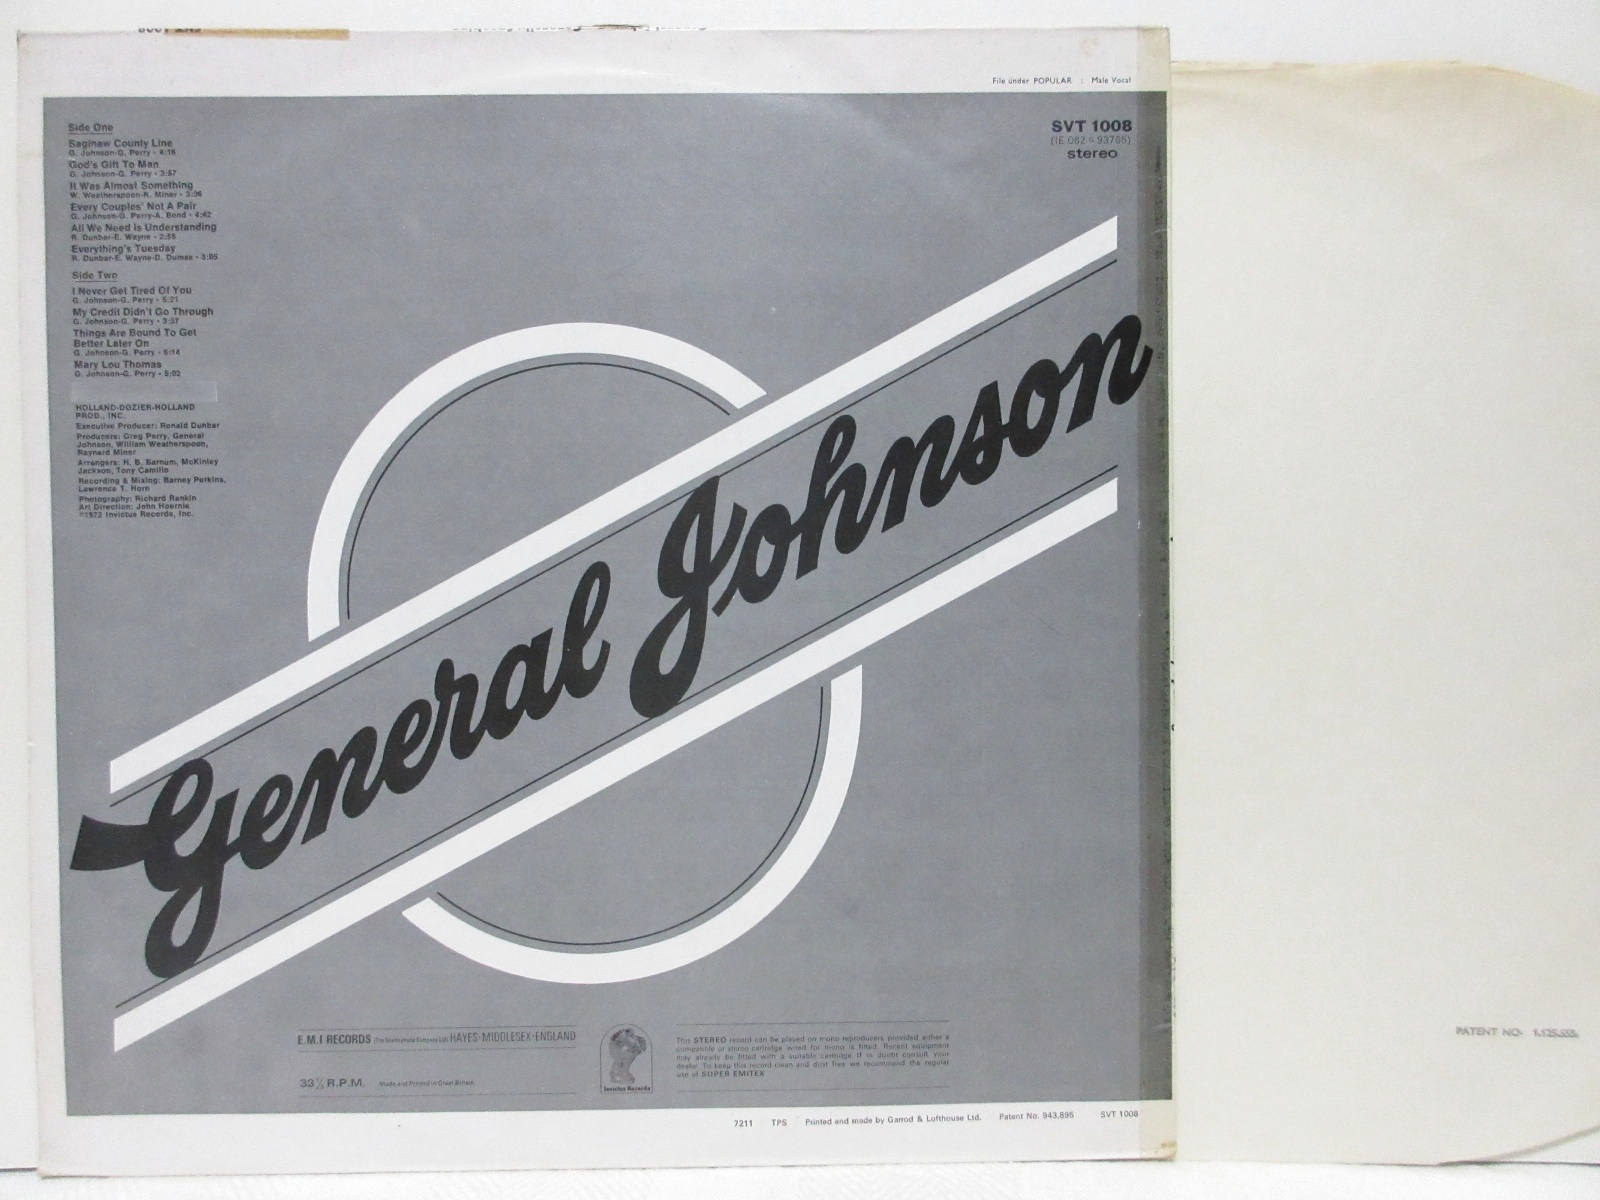 File under POPULAR : Male Vocal
SVT 1008
stereo
Side One
Saginaw County Line
G. Johnson-G. Perry • 4:16
God's Gift To Man
G. Johnson-G. Perry • 3:57
It Was Almost Something
W. Weatherspoon-R. Miner • 3:06
Every Couples' Not A Pair
G. Johnson-G. Perry-A. Bond • 4:42
All We Need Is Understanding
R. Dunbar-E. Wayne • 2:55
Everything's Tuesday
R. Dunbar-E. Wayne-D. Dumas • 3:05
Side Two
I Never Get Tired Of You
G. Johnson-G. Perry • 5:21
My Credit Didn't Go Through
G. Johnson-G. Perry • 3:37
Things Are Bound To Get
Better Later On
G. Johnson-G. Perry • 5:14
Mary Lou Thomas
G. Johnson-G. Perry • 5:02
HOLLAND-DOZIER-HOLLAND
PROD., INC.
Executive Producer: Ronald Dunbar
Producers: Greg Perry, General
Johnson, William Weatherspoon,
Raynard Miner
Arrangers: H. B. Barnum, McKinley
Jackson, Tony Camillo
Recording & Mixing: Barney Perkins,
Lawrence T. Horn
Photography: Richard Rankin
Art Direction: John Hoernle
℗1972 Invictus Records, Inc.
General Johnson
E.M.I RECORDS (The Gramophone Company Ltd.) HAYES·MIDDLESEX·ENGLAND
33⅓ R.P.M. Made and Printed in Great Britain
Invictus Records
This STEREO record can be played on mono reproducers provided either a
compatible or stereo cartridge wired for mono is fitted. Recent equipment
may already be fitted with a suitable cartridge. If in doubt consult your
dealer. To keep this record clean and dust free we recommend the regular
use of SUPER EMITEX
7211 TPS Printed and made by Garrod & Lofthouse Ltd. Patent No. 943,895 SVT 1008
PATENT NO.